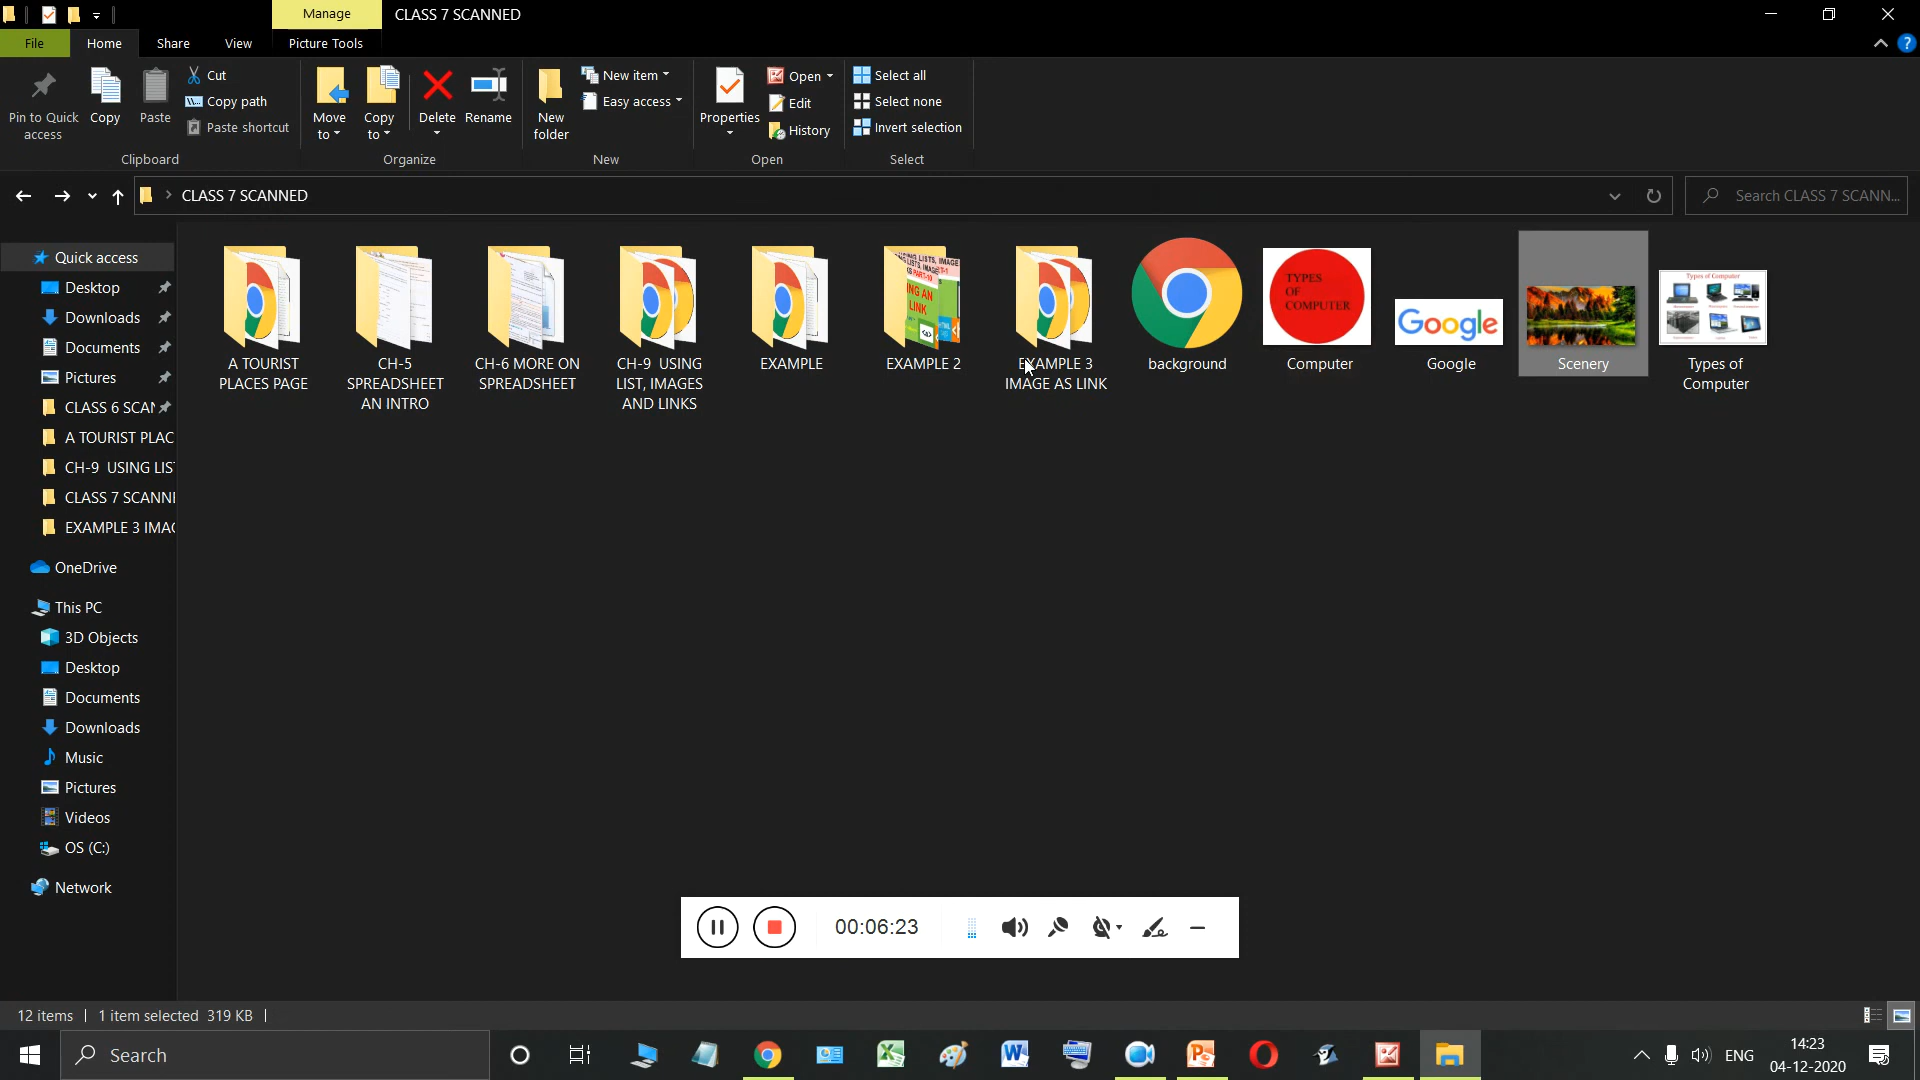 Manage
CLASS 7 SCANNED
File
Home
Share
View
Picture Tools
Pin to Quick access
Copy
Paste
Cut
Copy path
Paste shortcut
Move to
Copy to
Delete
Rename
New folder
New item
Easy access
Properties
Open
Edit
History
Select all
Select none
Invert selection
Clipboard
Organize
New
Open
Select
CLASS 7 SCANNED
Search CLASS 7 SCANN...
Quick access
Desktop
Downloads
Documents
Pictures
CLASS 6 SCAN
A TOURIST PLAC
CH-9 USING LIS
CLASS 7 SCANNI
EXAMPLE 3 IMAG
OneDrive
This PC
3D Objects
Desktop
Documents
Downloads
Music
Pictures
Videos
OS (C:)
Network
A TOURIST
PLACES PAGE
CH-5
SPREADSHEET
AN INTRO
CH-6 MORE ON
SPREADSHEET
CH-9 USING
LIST, IMAGES
AND LINKS
EXAMPLE
EXAMPLE 2
EXAMPLE 3
IMAGE AS LINK
background
TYPES
OF
COMPUTER
Computer
Google
Google
Scenery
Types of Computer
Types of
Computer
00:06:23
12 items
1 item selected 319 KB
Search
ENG
14:23
04-12-2020